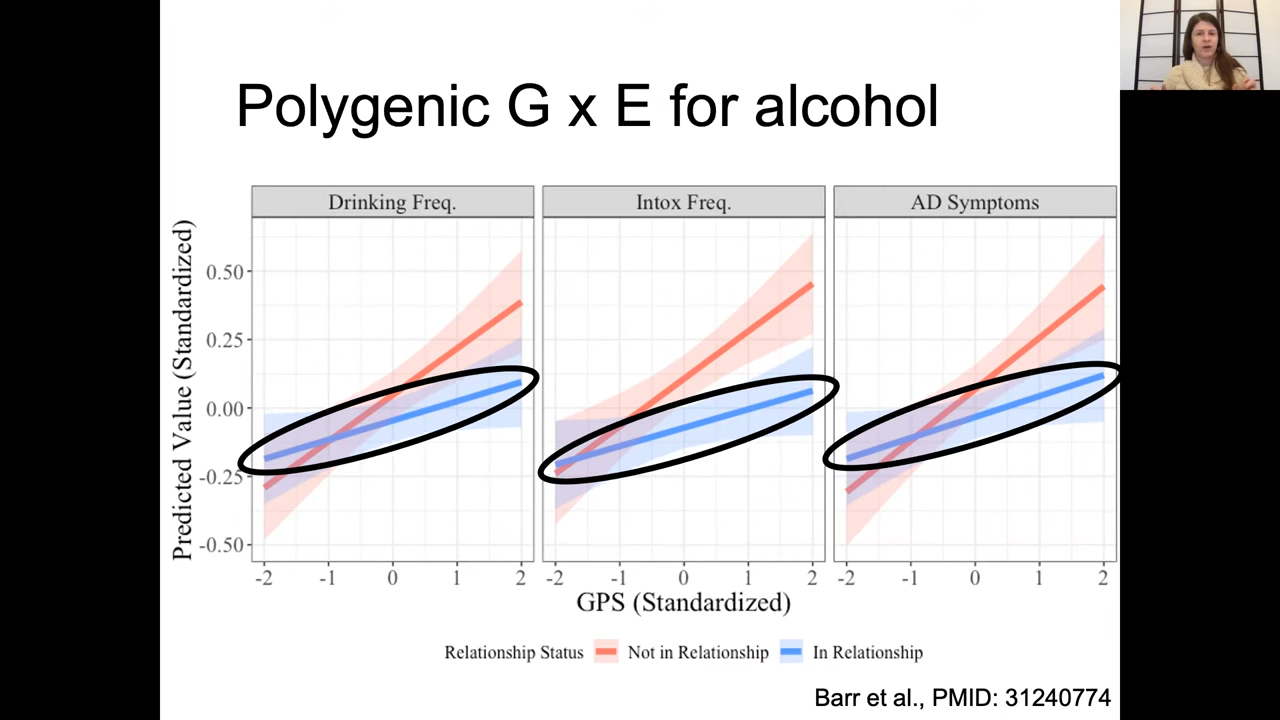 Polygenic G x E for alcohol
Drinking Freq.
Intox Freq.
AD Symptoms
Predicted Value (Standardized)
0.50
0.25
0.00
-0.25
-0.50
-2 -1 0 1 2
-2 -1 0 1 2
-2 -1 0 1 2
GPS (Standardized)
Relationship Status Not in Relationship In Relationship
Barr et al., PMID: 31240774